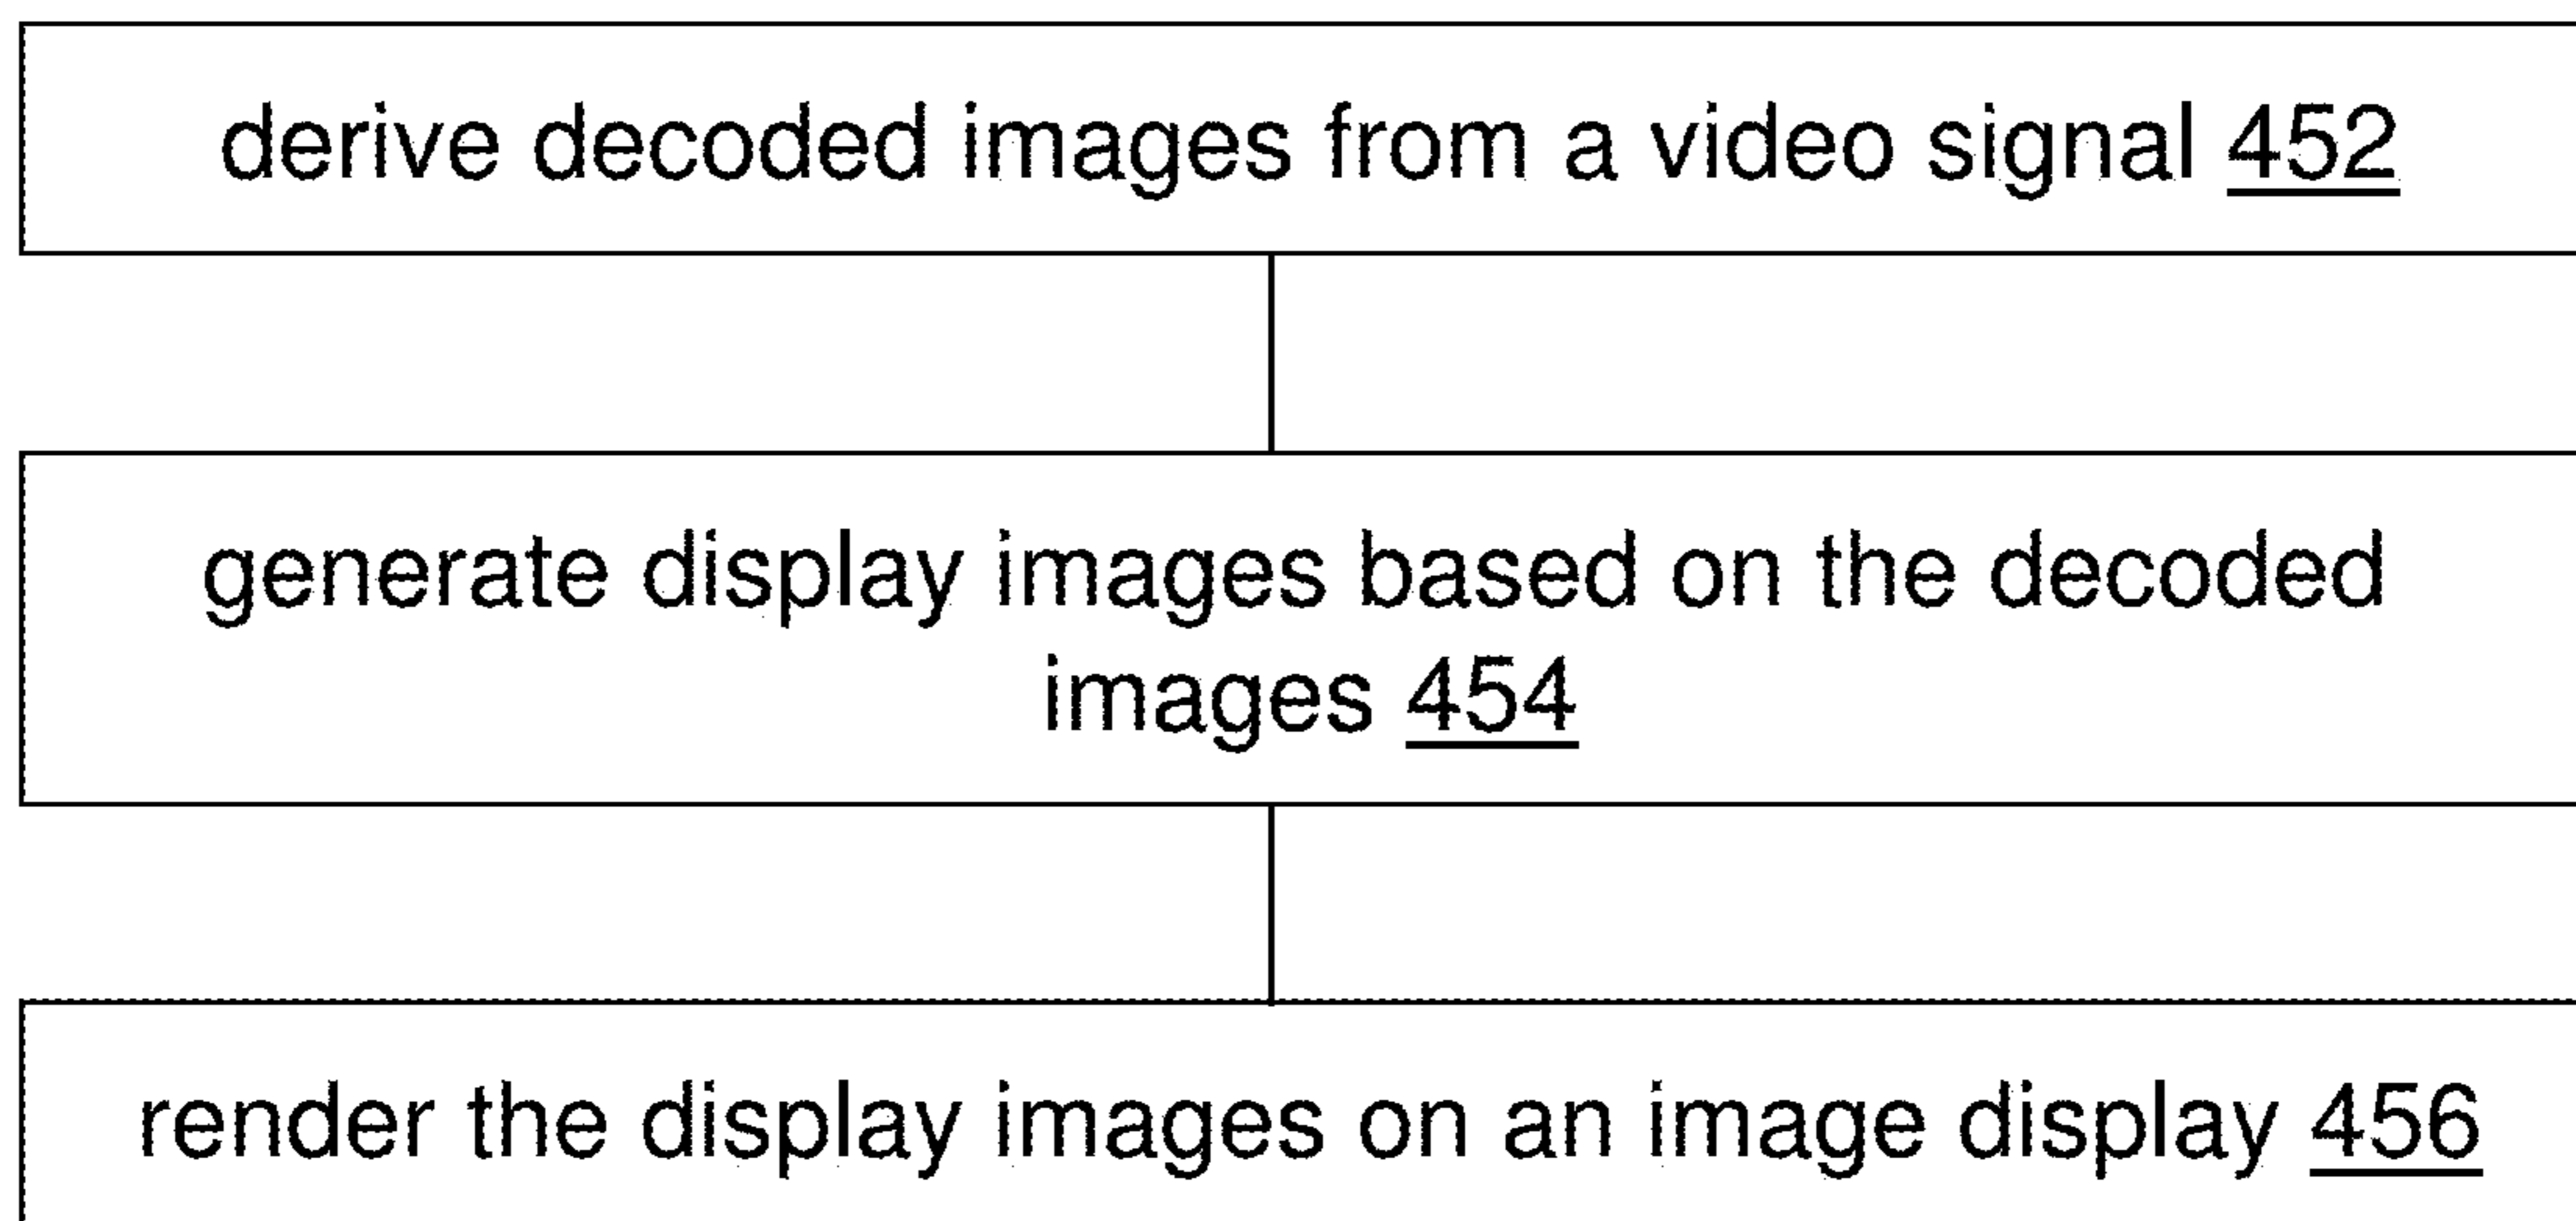 derive decoded images from a video signal 452
generate display images based on the decoded
images 454
render the display images on an image display 456